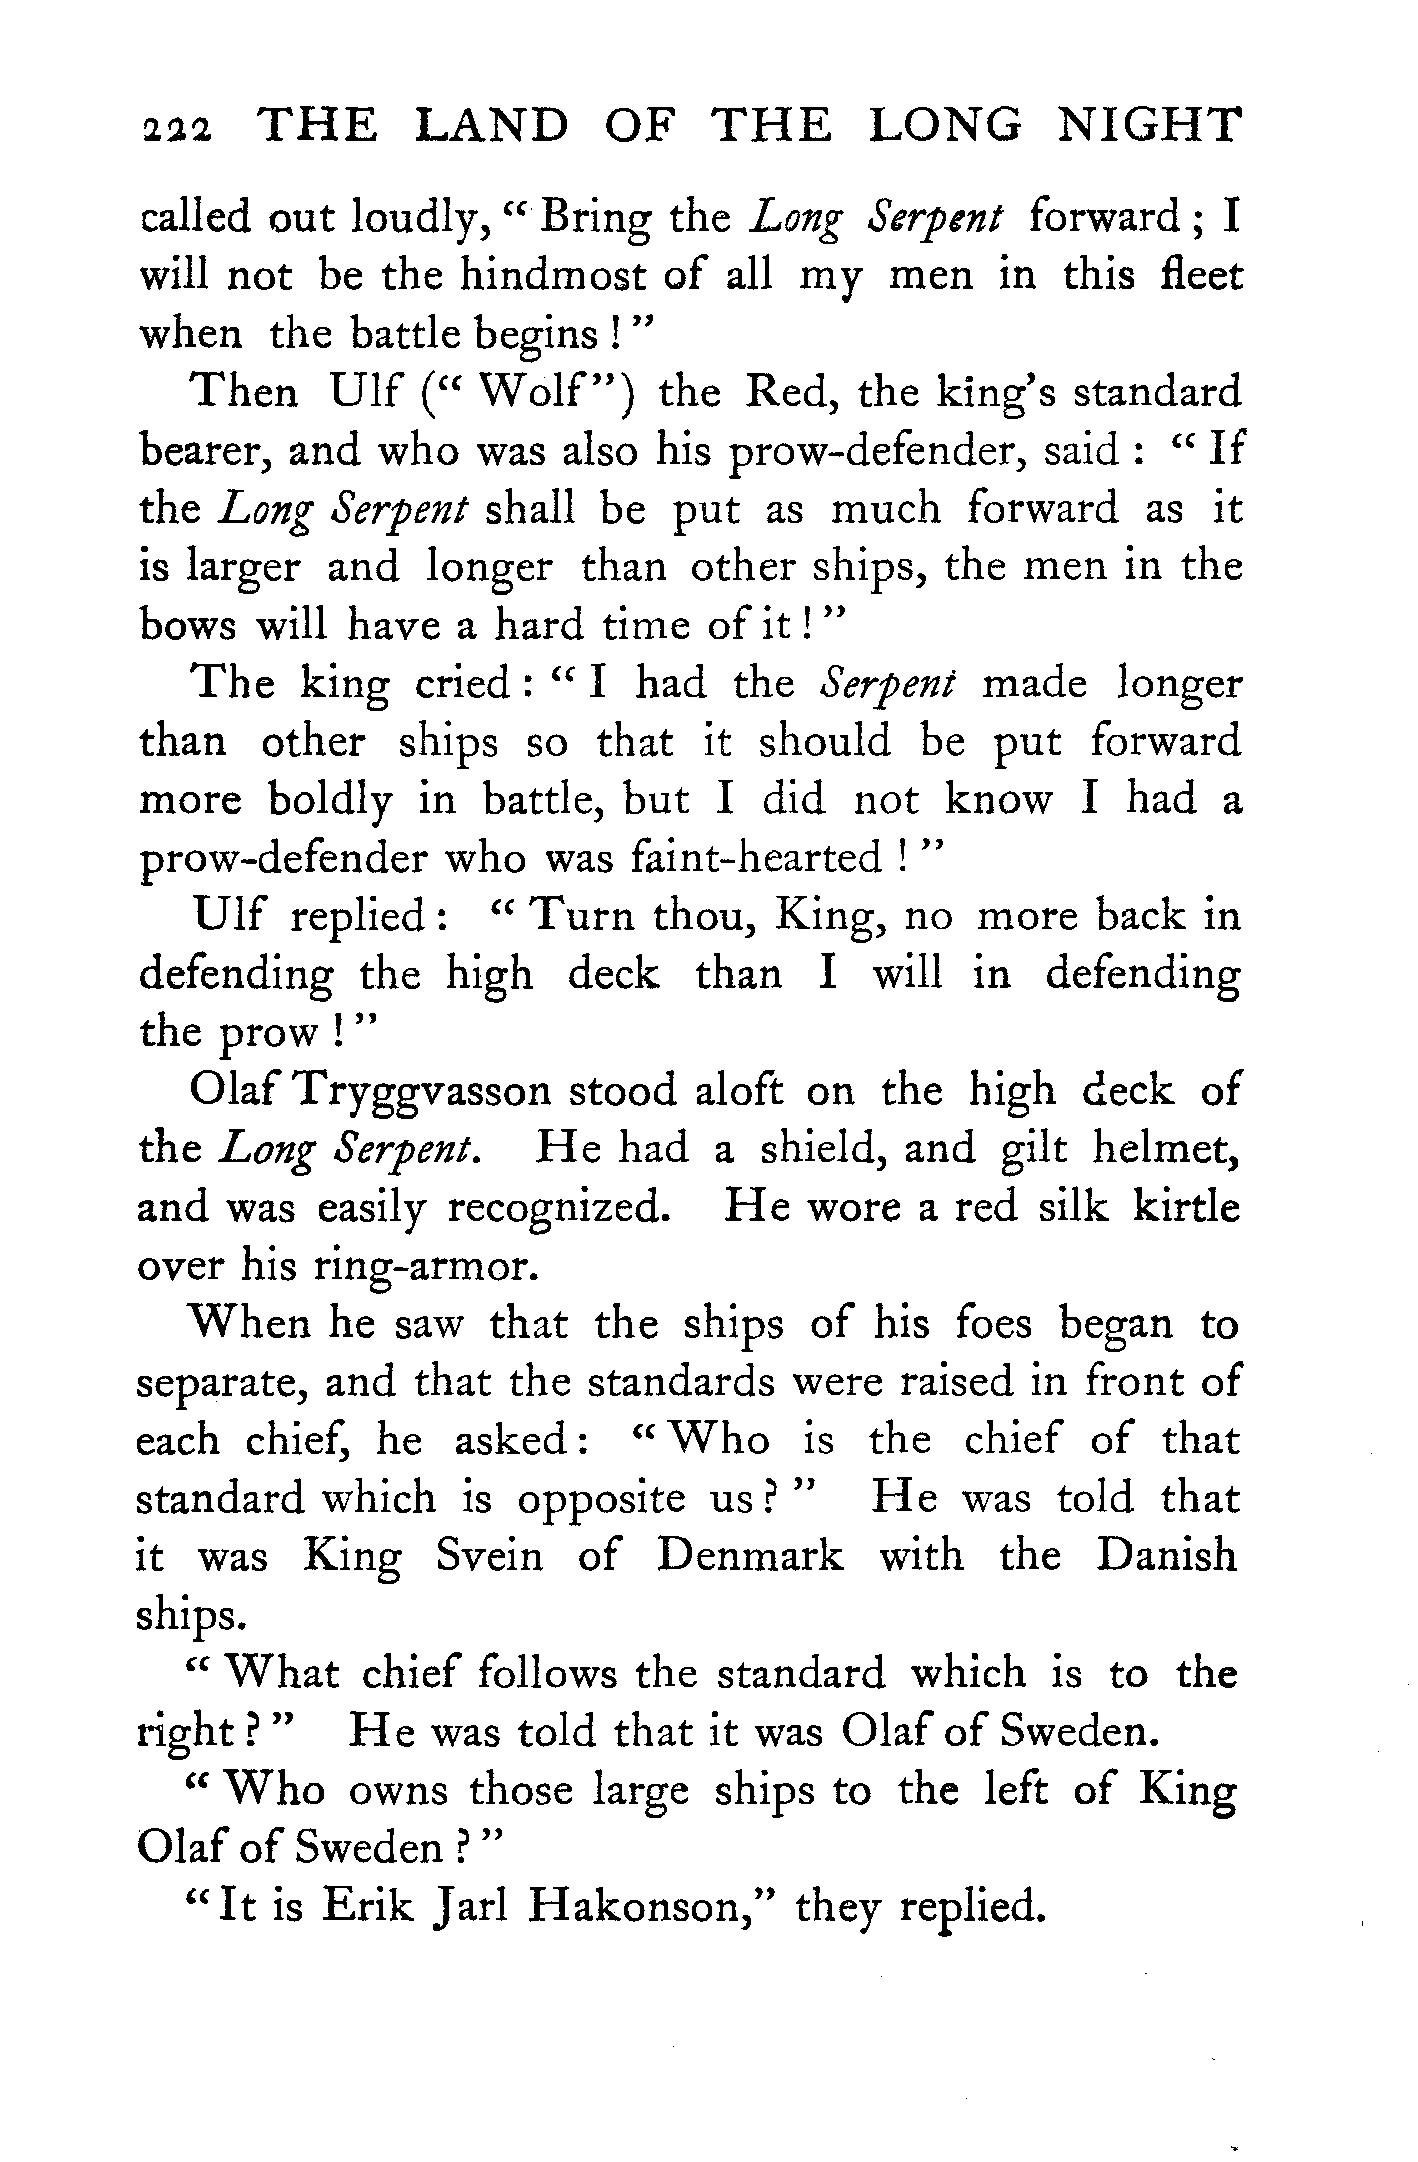 222 THE LAND OF THE LONG NIGHT
called out loudly, “ Bring the Long Serpent forward ; I
will not be the hindmost of all my men in this fleet
when the battle begins ! ”
Then Ulf (“ Wolf”) the Red, the king’s standard
bearer, and who was also his prow-defender, said : “ If
the Long Serpent shall be put as much forward as it
is larger and longer than other ships, the men in the
bows will have a hard time of it ! ”
The king cried : “ I had the Serpent made longer
than other ships so that it should be put forward
more boldly in battle, but I did not know I had a
prow-defender who was faint-hearted ! ”
Ulf replied : “ Turn thou, King, no more back in
defending the high deck than I will in defending
the prow ! ”
Olaf Tryggvasson stood aloft on the high deck of
the Long Serpent. He had a shield, and gilt helmet,
and was easily recognized. He wore a red silk kirtle
over his ring-armor.
When he saw that the ships of his foes began to
separate, and that the standards were raised in front of
each chief, he asked : “ Who is the chief of that
standard which is opposite us ? ” He was told that
it was King Svein of Denmark with the Danish
ships.
“ What chief follows the standard which is to the
right ? ” He was told that it was Olaf of Sweden.
“ Who owns those large ships to the left of King
Olaf of Sweden ? ”
“ It is Erik Jarl Hakonson,” they replied.